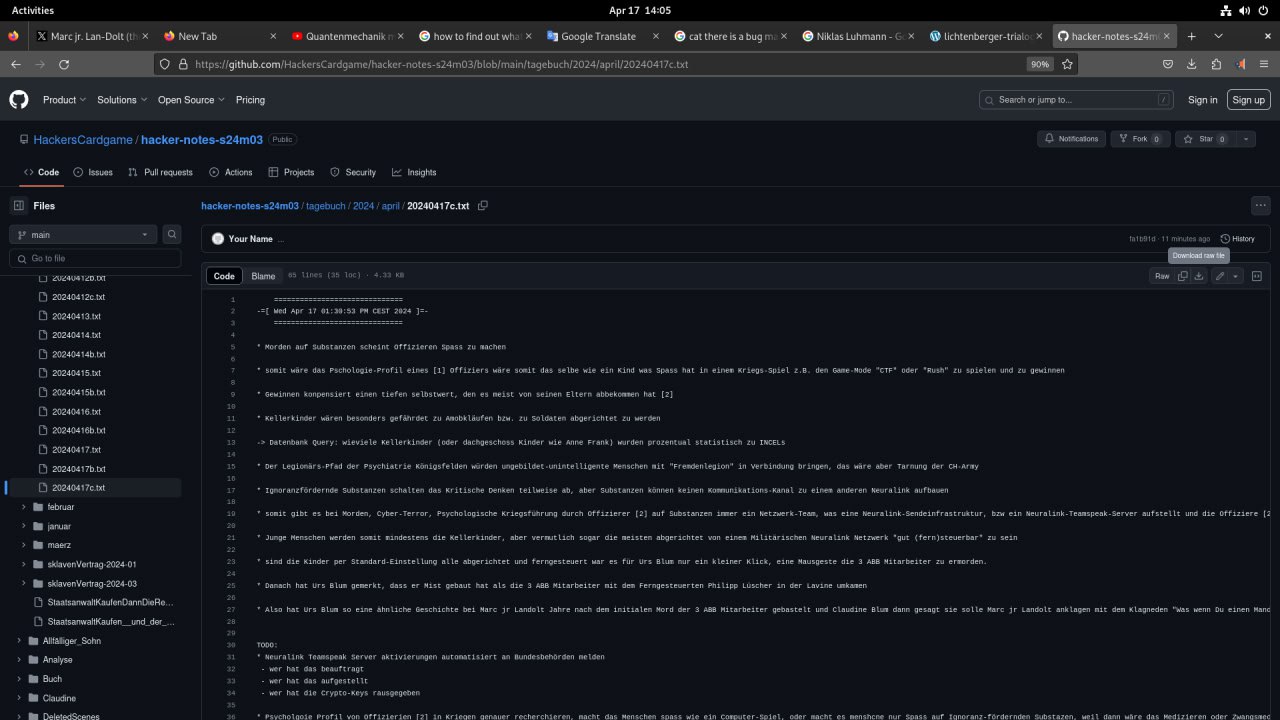 Activities
Apr 17 14:05
Marc jr. Lan-Dolt (th
New Tab
Quantenmechanik m
how to find out what
Google Translate
cat there is a bug ma
Niklas Luhmann - Go
lichtenberger-trialog
hacker-notes-s24m0
https://github.com/HackersCardgame/hacker-notes-s24m03/blob/main/tagebuch/2024/april/20240417c.txt
90%
Product
Solutions
Open Source
Pricing
Search or jump to...
/
Sign in
Sign up
HackersCardgame / hacker-notes-s24m03
Public
Notifications
Fork 0
Star 0
Code
Issues
Pull requests
Actions
Projects
Security
Insights
Files
main
Go to file
20240412b.txt
20240412c.txt
20240413.txt
20240414.txt
20240414b.txt
20240415.txt
20240415b.txt
20240416.txt
20240416b.txt
20240417.txt
20240417b.txt
20240417c.txt
februar
januar
maerz
sklavenVertrag-2024-01
sklavenVertrag-2024-03
StaatsanwaltKaufenDannDieRe...
StaatsanwaltKaufen__und_der_...
Allfälliger_Sohn
Analyse
Buch
Claudine
DeletedScenes
hacker-notes-s24m03 / tagebuch / 2024 / april / 20240417c.txt
Your Name ...
fa1b91d · 11 minutes ago
History
Download raw file
Code
Blame
65 lines (35 loc) · 4.33 KB
Raw
1 ==============================
2 -=[ Wed Apr 17 01:30:53 PM CEST 2024 ]=-
3 ==============================
4
5 * Morden auf Substanzen scheint Offizieren Spass zu machen
6
7 * somit wäre das Pschologie-Profil eines [1] Offiziers wäre somit das selbe wie ein Kind was Spass hat in einem Kriegs-Spiel z.B. den Game-Mode "CTF" oder "Rush" zu spielen und zu gewinnen
8
9 * Gewinnen konpensiert einen tiefen selbstwert, den es meist von seinen Eltern abbekommen hat [2]
10
11 * Kellerkinder wären besonders gefährdet zu Amobkläufen bzw. zu Soldaten abgerichtet zu werden
12
13 -> Datenbank Query: wieviele Kellerkinder (oder dachgeschoss Kinder wie Anne Frank) wurden prozentual statistisch zu INCELs
14
15 * Der Legionärs-Pfad der Psychiatrie Königsfelden würden ungebildet-unintelligente Menschen mit "Fremdenlegion" in Verbindung bringen, das wäre aber Tarnung der CH-Army
16
17 * Ignoranzfördernde Substanzen schalten das Kritische Denken teilweise ab, aber Substanzen können keinen Kommunikations-Kanal zu einem anderen Neuralink aufbauen
18
19 * somit gibt es bei Morden, Cyber-Terror, Psychologische Kriegsführung durch Offizierer [2] auf Substanzen immer ein Netzwerk-Team, was eine Neuralink-Sendeinfrastruktur, bzw ein Neuralink-Teamspeak-Server aufstellt und die Offiziere [2
20
21 * Junge Menschen werden somit mindestens die Kellerkinder, aber vermutlich sogar die meisten abgerichtet von einem Militärischen Neuralink Netzwerk "gut (fern)steuerbar" zu sein
22
23 * sind die Kinder per Standard-Einstellung alle abgerichtet und ferngesteuert war es für Urs Blum nur ein kleiner Klick, eine Mausgeste die 3 ABB Mitarbeiter zu ermorden.
24
25 * Danach hat Urs Blum gemerkt, dass er Mist gebaut hat als die 3 ABB Mitarbeiter mit dem Ferngesteuerten Philipp Lüscher in der Lavine umkamen
26
27 * Also hat Urs Blum so eine ähnliche Geschichte bei Marc jr Landolt Jahre nach dem initialen Mord der 3 ABB Mitarbeiter gebastelt und Claudine Blum dann gesagt sie solle Marc jr Landolt anklagen mit dem Klagneden "Was wenn Du einen Mand
28
29
30 TODO:
31 * Neuralink Teamspeak Server aktivierungen automatisiert an Bundesbehörden melden
32 - wer hat das beauftragt
33 - wer hat das aufgestellt
34 - wer hat die Crypto-Keys rausgegeben
35
36 * Psycholgoie Profil von Offizierien [2] in Kriegen genauer recherchieren, macht das Menschen spass wie ein Computer-Spiel, oder macht es menshcne nur Spass auf Ignoranz-fördernden Substazen, weil dann wäre das Medizieren oder Zwangsmed